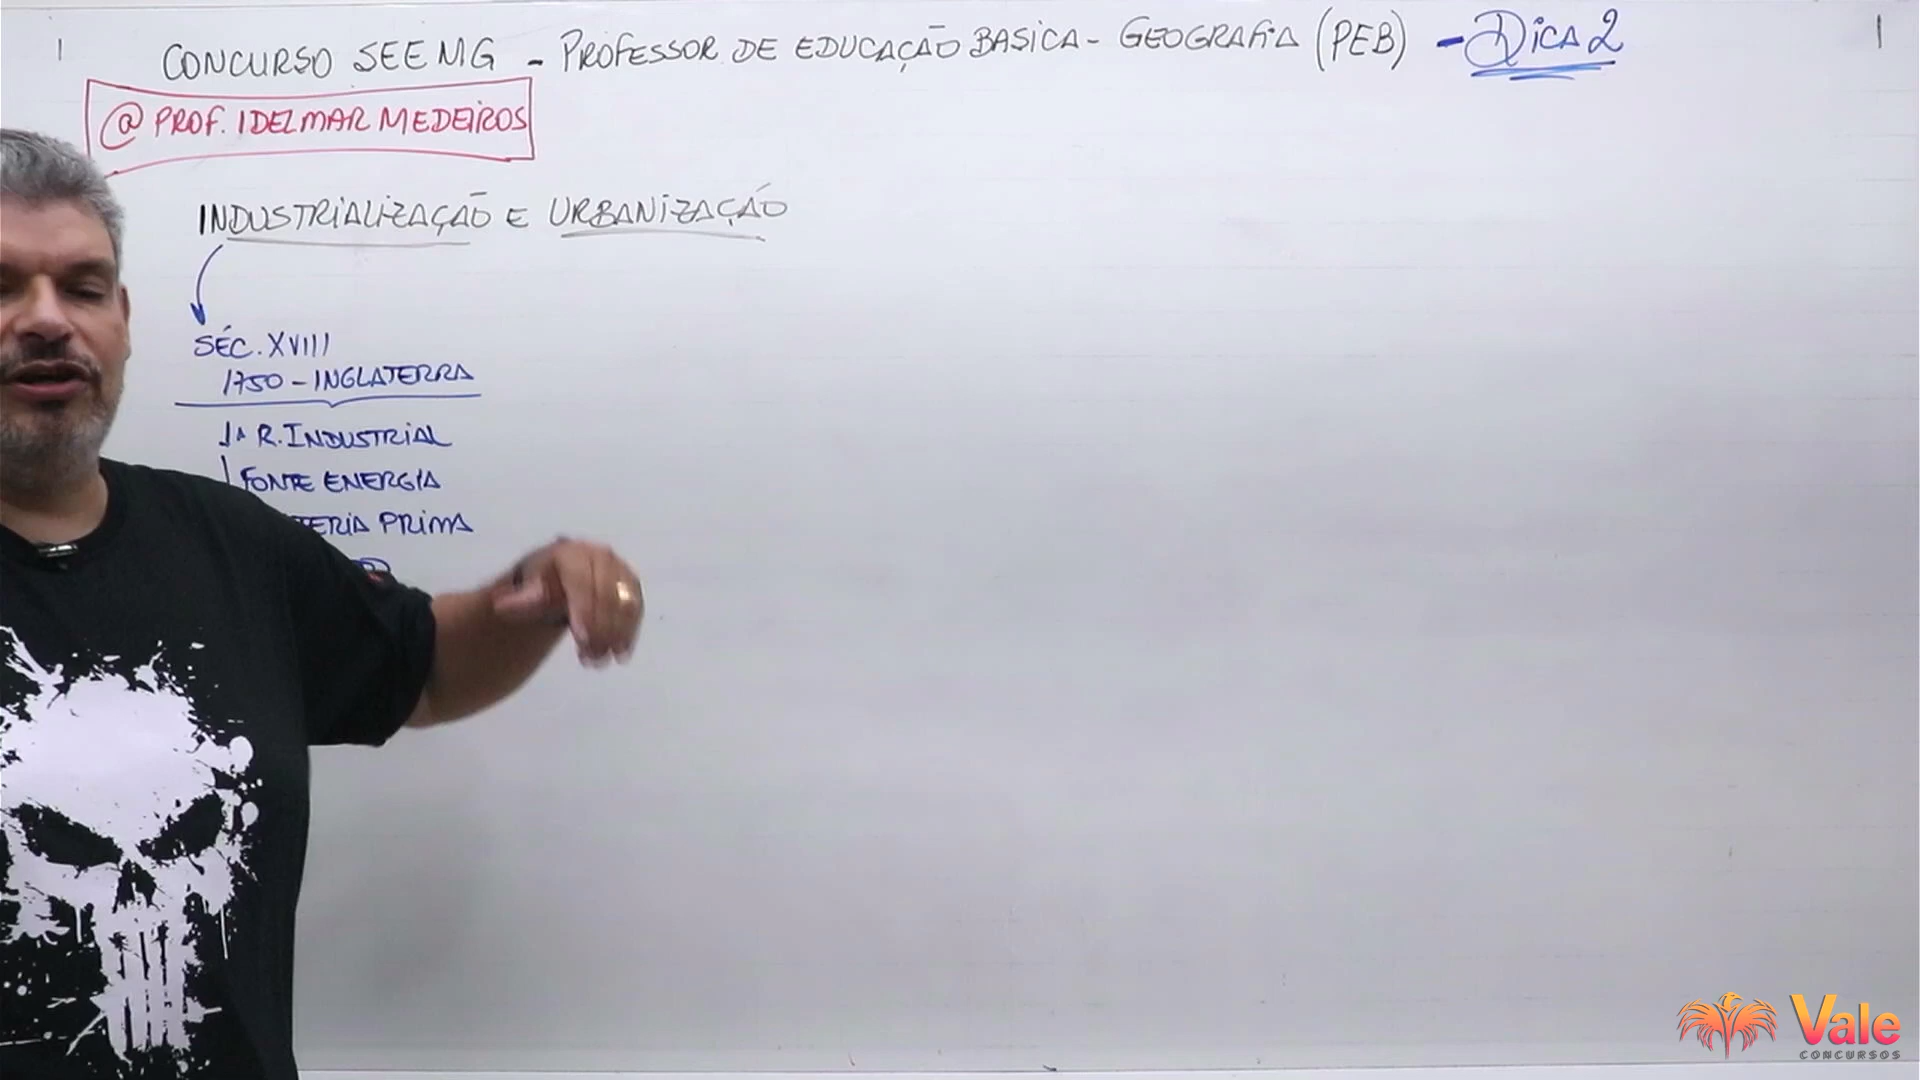 CONCURSO SEE MG - PROFESSOR DE EDUCAÇÃO BASICA - GEOGRAFIA (PEB) - DICA 2
@PROF.IDELMAR MEDEIROS
INDUSTRIALIZAÇÃO E URBANIZAÇÃO
SÉC. XVIII
1750 - INGLATERRA
1ª R. INDUSTRIAL
FONTE ENERGIA
TERIA PRIMA
Vale
CONCURSOS